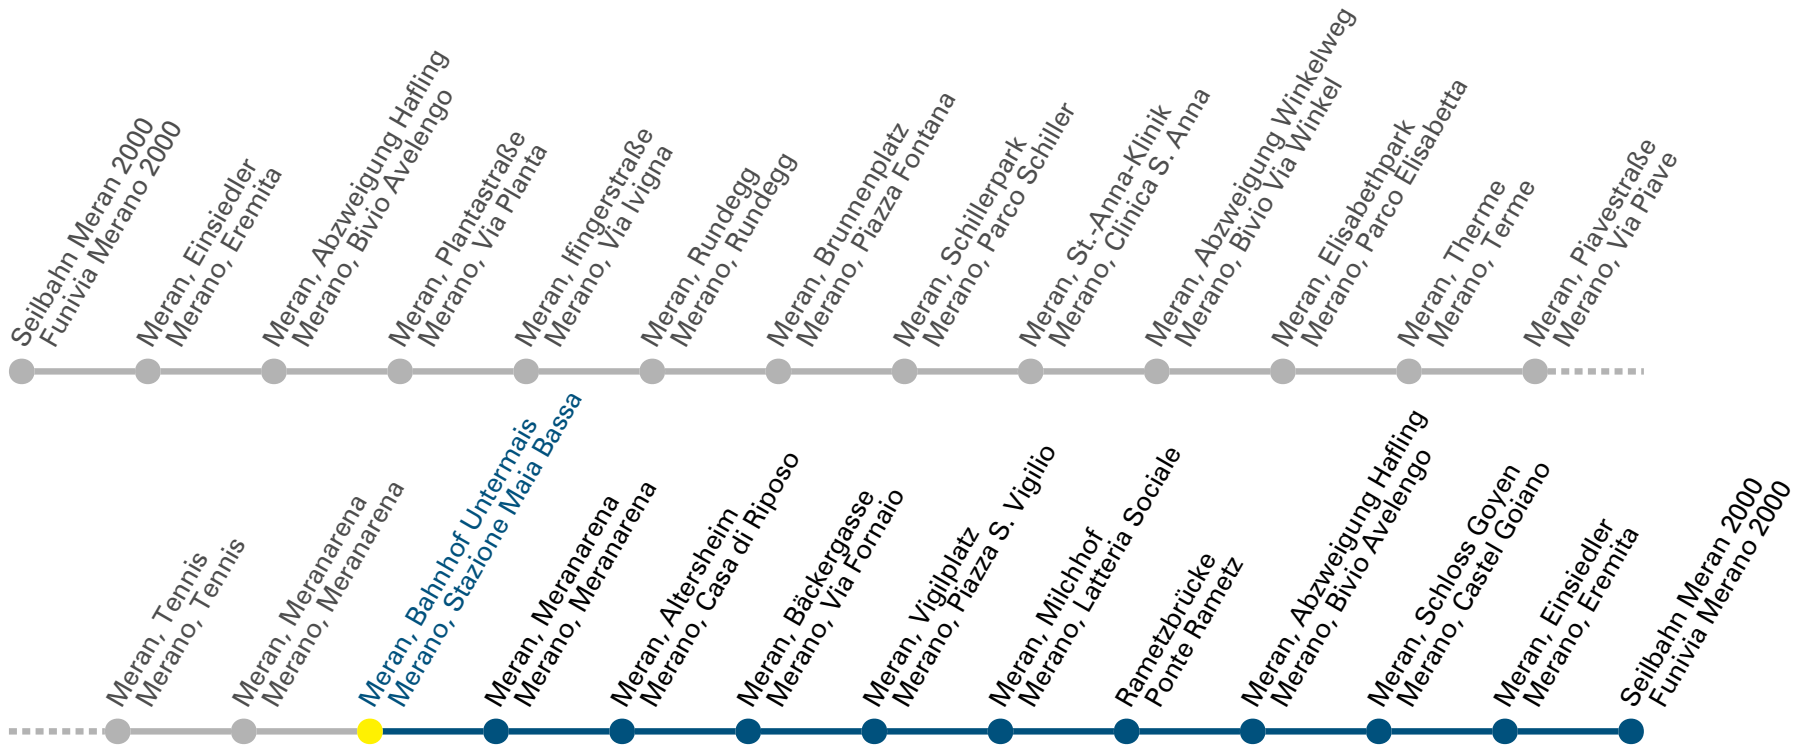 Seilbahn Meran 2000
Funivia Merano 2000
Meran, Einsiedler
Merano, Eremita
Meran, Abzweigung Hafling
Merano, Bivio Avelengo
Meran, Plantastraße
Merano, Via Planta
Meran, Ifingerstraße
Merano, Via Ivigna
Meran, Rundegg
Merano, Rundegg
Meran, Brunnenplatz
Merano, Piazza Fontana
Meran, Schillerpark
Merano, Parco Schiller
Meran, St.-Anna-Klinik
Merano, Clinica S. Anna
Meran, Abzweigung Winkelweg
Merano, Bivio Via Winkel
Meran, Elisabethpark
Merano, Parco Elisabetta
Meran, Therme
Merano, Terme
Meran, Piavestraße
Merano, Via Piave
Meran, Tennis
Merano, Tennis
Meran, Meranarena
Merano, Meranarena
Meran, Bahnhof Untermais
Merano, Stazione Maia Bassa
Meran, Meranarena
Merano, Meranarena
Meran, Altersheim
Merano, Casa di Riposo
Meran, Bäckergasse
Merano, Via Fornaio
Meran, Vigilplatz
Merano, Piazza S. Vigilio
Meran, Milchhof
Merano, Latteria Sociale
Rametzbrücke
Ponte Rametz
Meran, Abzweigung Hafling
Merano, Bivio Avelengo
Meran, Schloss Goyen
Merano, Castel Goiano
Meran, Einsiedler
Merano, Eremita
Seilbahn Meran 2000
Funivia Merano 2000